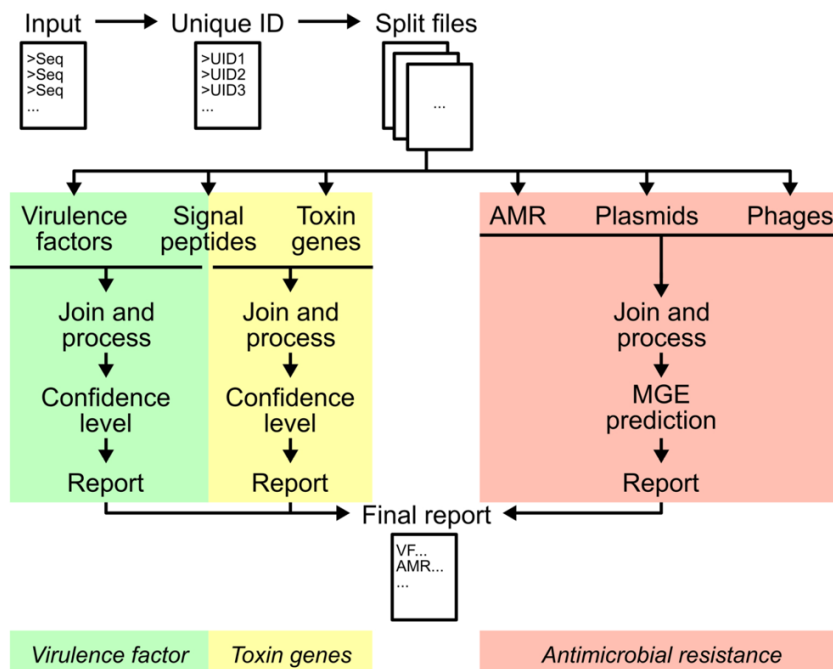 Input
Unique ID
Split files
>Seq
>Seq
>Seq
...
>UID1
>UID2
>UID3
...
...
Virulence
factors
Signal
peptides
Toxin
genes
AMR
Plasmids
Phages
Join and
process
Confidence
level
Report
Join and
process
Confidence
level
Report
Join and
process
MGE
prediction
Report
Final report
VF...
AMR...
...
Virulence factor
Toxin genes
Antimicrobial resistance